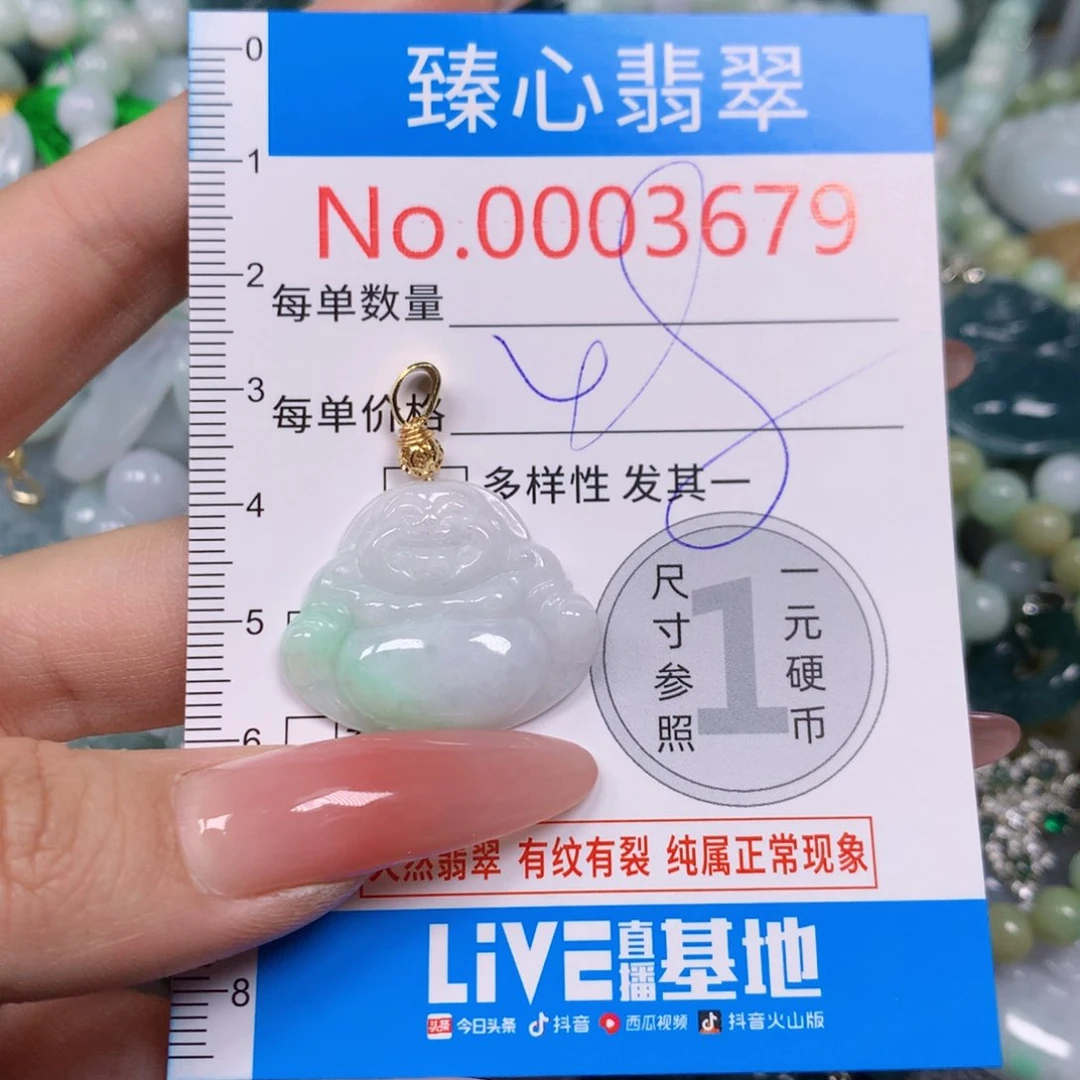 臻心翡翠
No.0003679
每单数量
每单价格
多样性 发其一
尺寸参照
1
一元硬币
天然翡翠 有纹有裂 纯属正常现象
LiVE直播基地
头条 今日头条 抖音 西瓜视频 抖音火山版
0
1
2
3
4
5
6
8